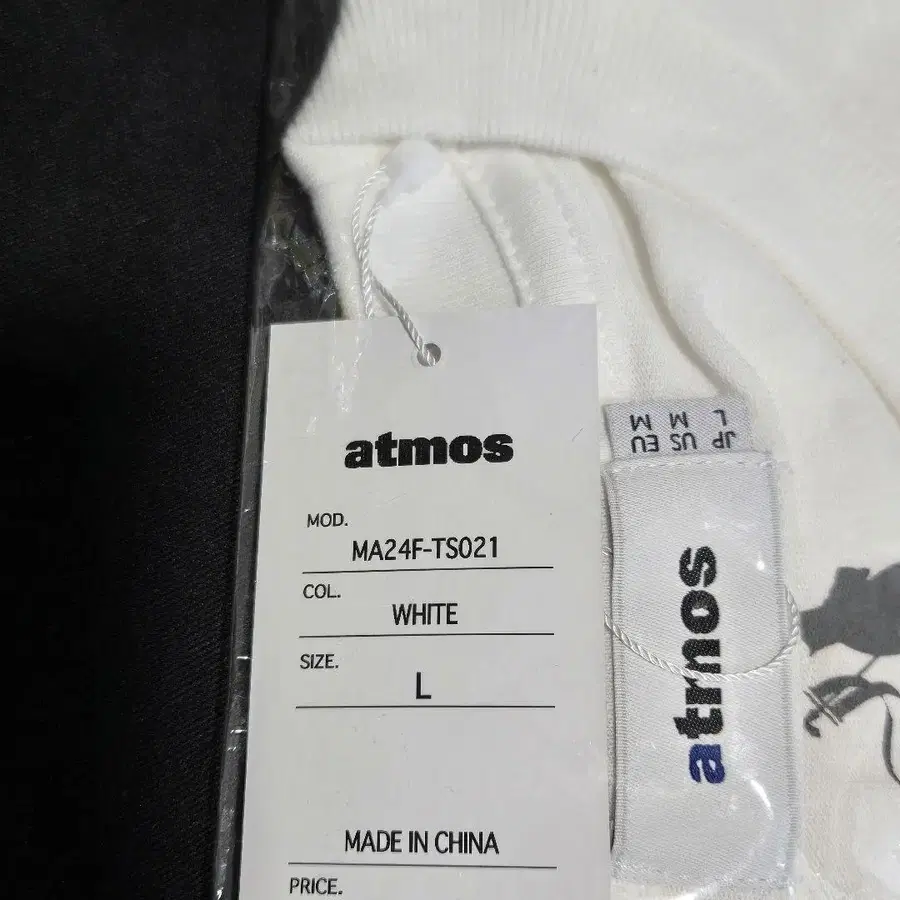 atmos
MOD.
MA24F-TS021
COL.
WHITE
SIZE.
L
MADE IN CHINA
PRICE.
JP US EU
L M M
atmos